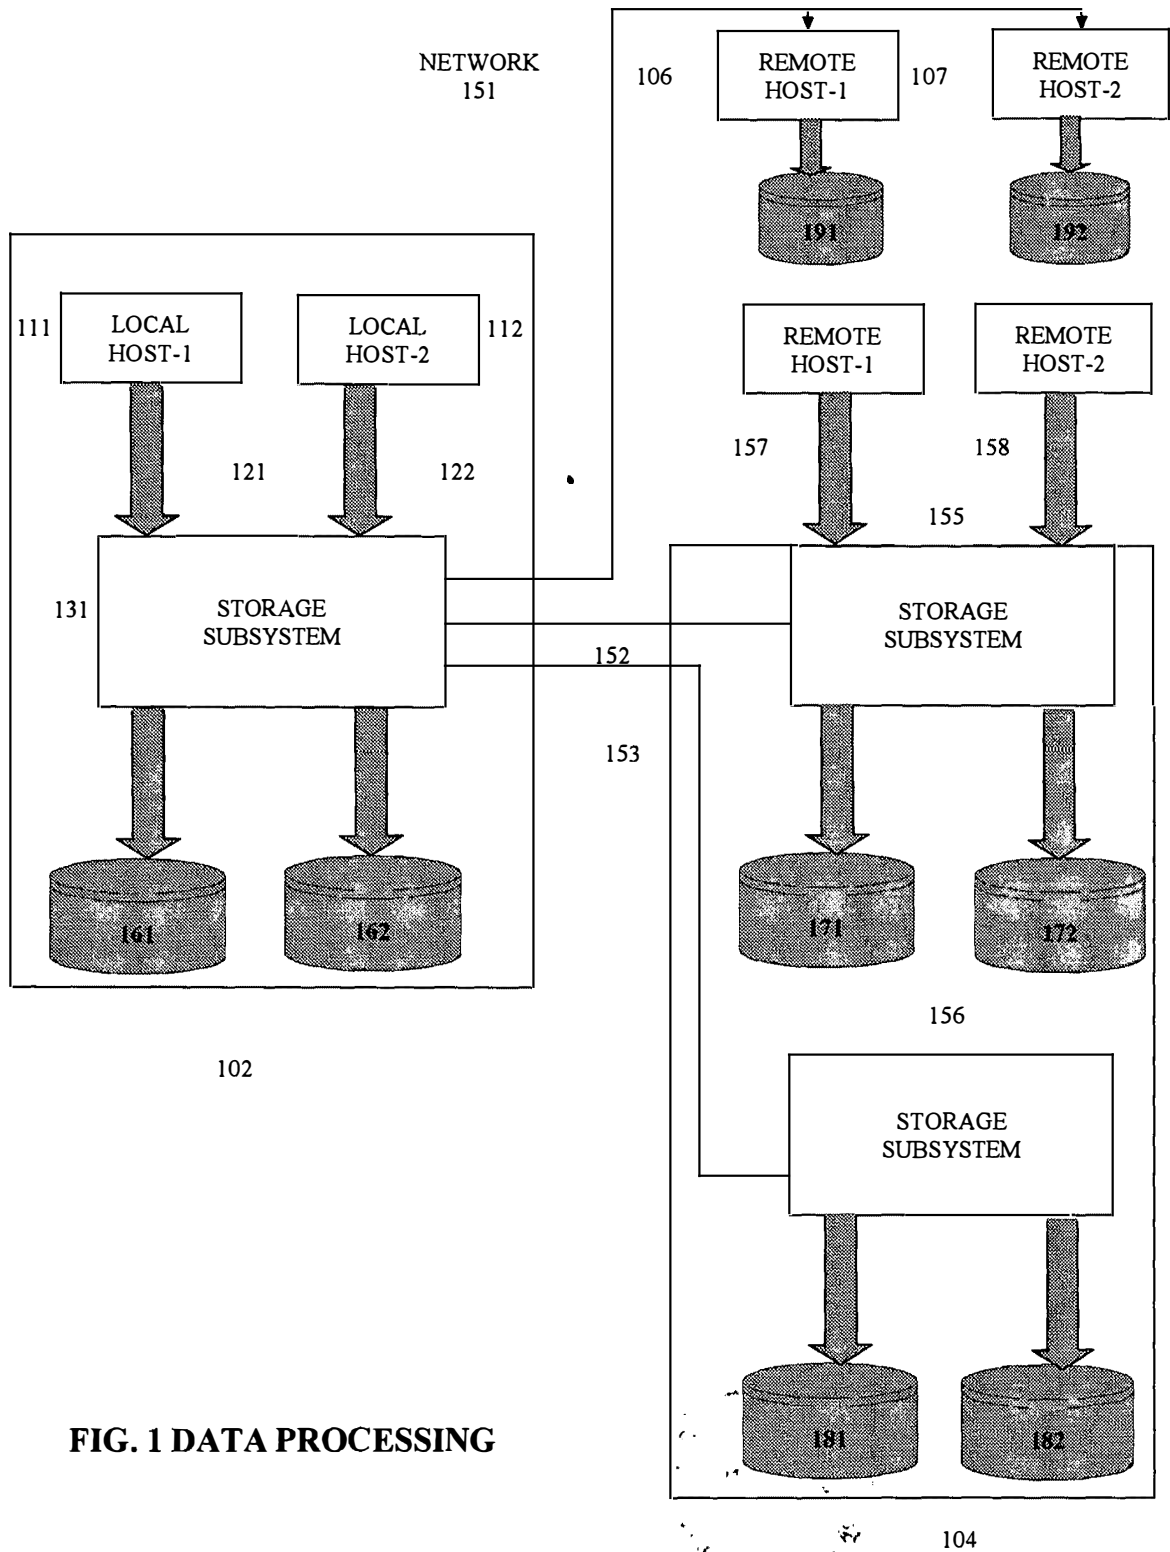 NETWORK
151
106
REMOTE
HOST-1
107
REMOTE
HOST-2
191
192
111
LOCAL
HOST-1
LOCAL
HOST-2
112
REMOTE
HOST-1
REMOTE
HOST-2
121
122
157
158
155
131
STORAGE
SUBSYSTEM
STORAGE
SUBSYSTEM
152
153
161
162
171
172
156
102
STORAGE
SUBSYSTEM
181
182
FIG. 1 DATA PROCESSING
104